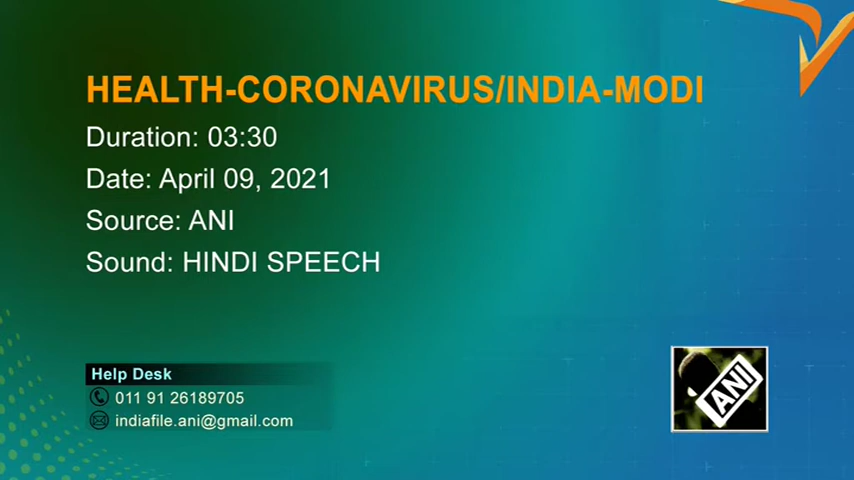 HEALTH-CORONAVIRUS/INDIA-MODI
Duration: 03:30
Date: April 09, 2021
Source: ANI
Sound: HINDI SPEECH
Help Desk
011 91 26189705
indiafile.ani@gmail.com
ANI